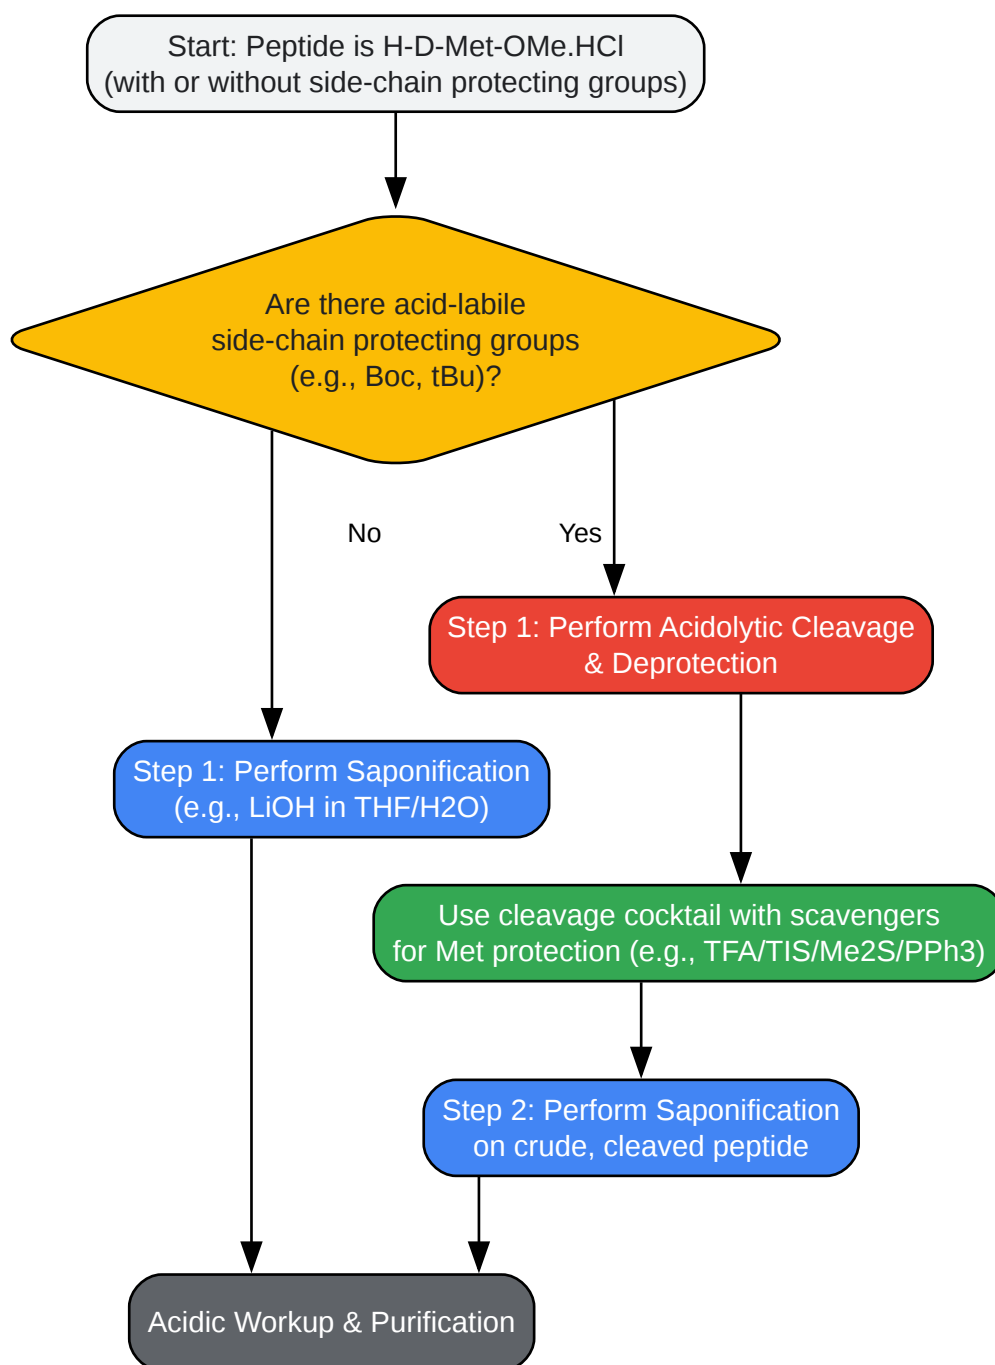 Start: Peptide is H-D-Met-OMe.HCl
(with or without side-chain protecting groups)
Are there acid-labile
side-chain protecting groups
(e.g., Boc, tBu)?
No
Yes
Step 1: Perform Acidolytic Cleavage
& Deprotection
Step 1: Perform Saponification
(e.g., LiOH in THF/H2O)
Use cleavage cocktail with scavengers
for Met protection (e.g., TFA/TIS/Me2S/PPh3)
Step 2: Perform Saponification
on crude, cleaved peptide
Acidic Workup & Purification